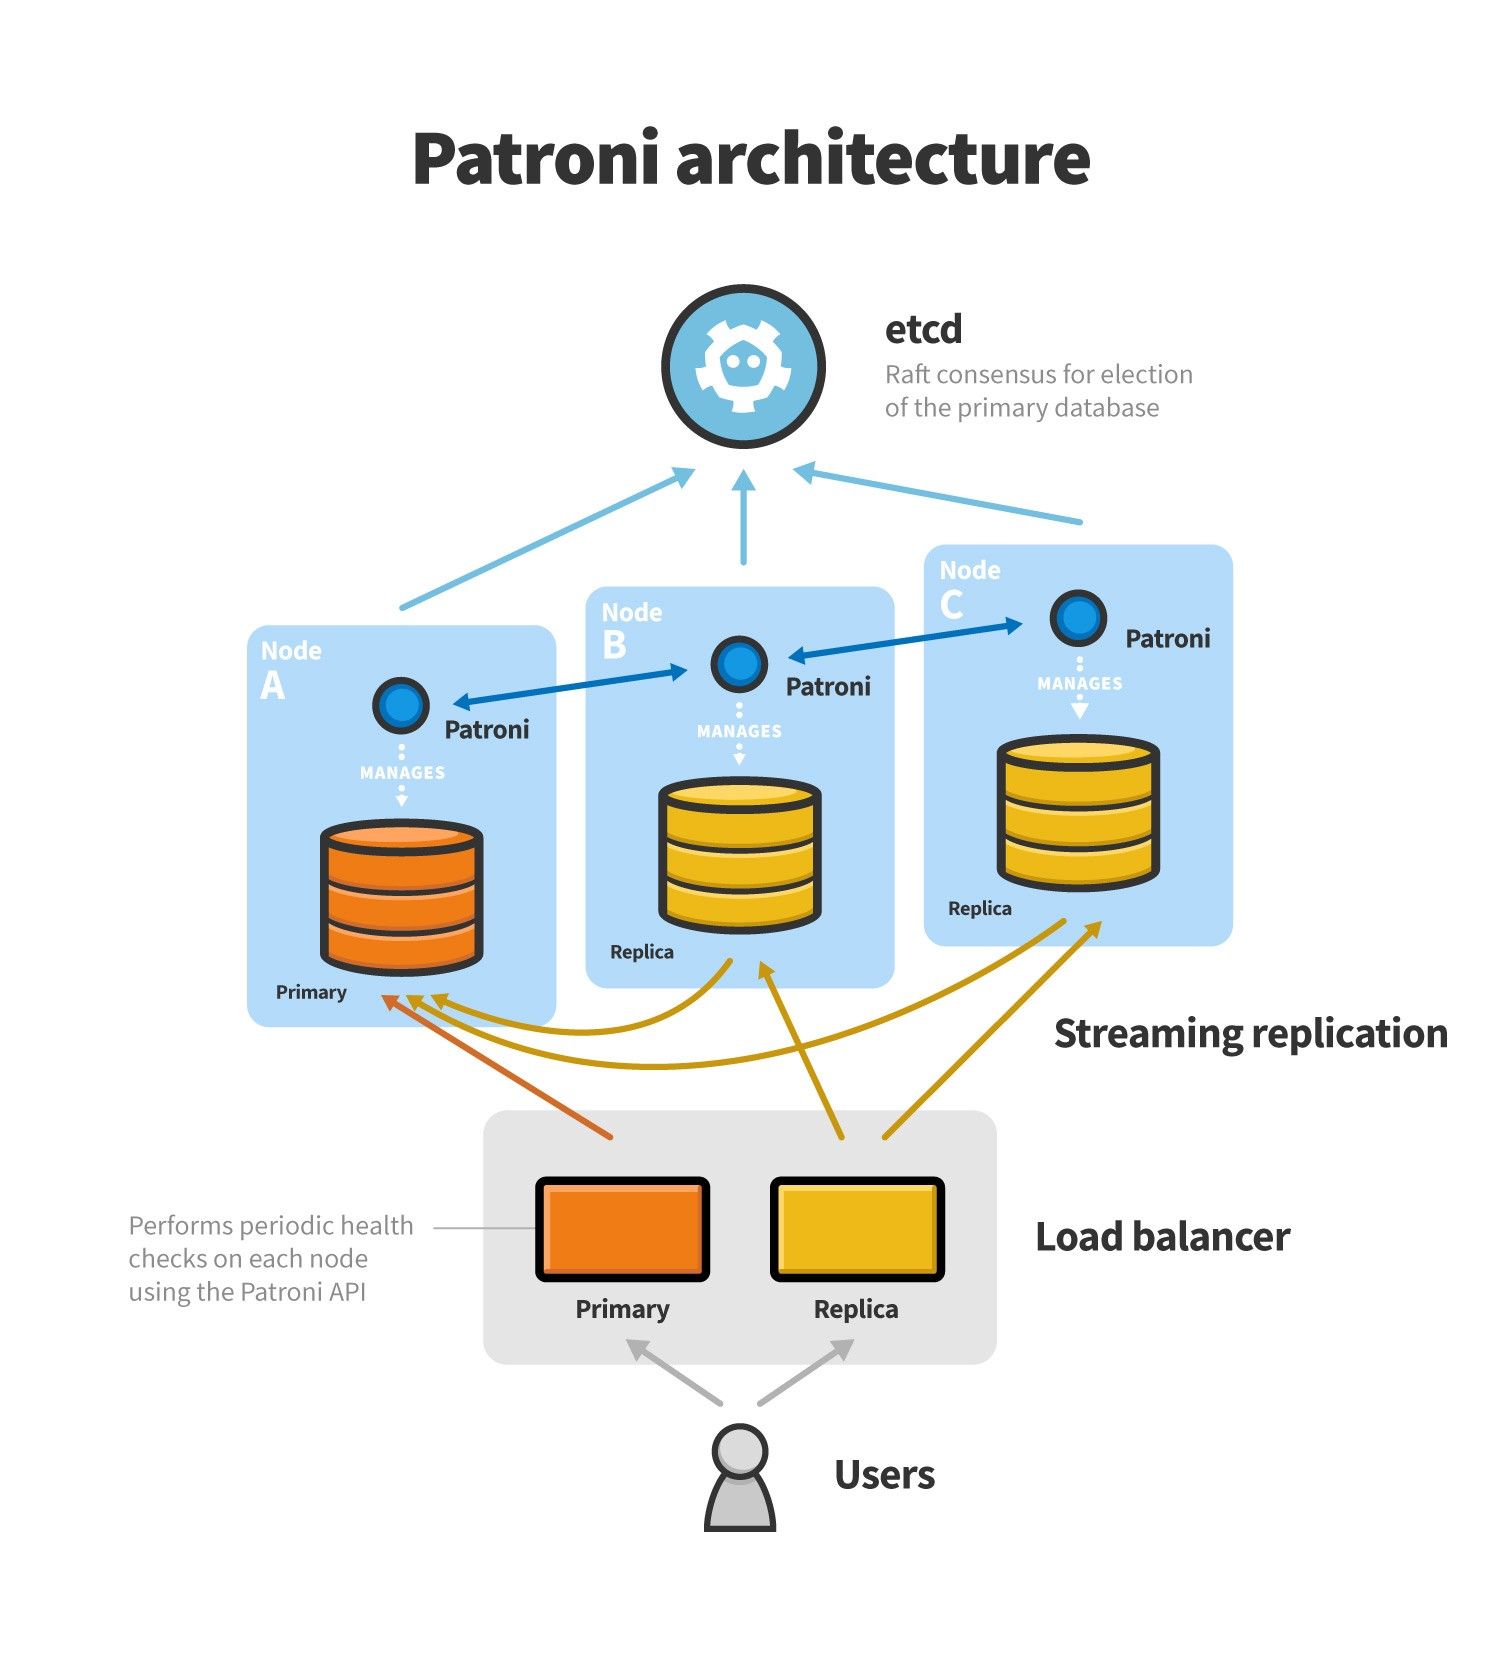 Patroni architecture
etcd
Raft consensus for election
of the primary database
Node
A
Patroni
MANAGES
Primary
Node
B
Patroni
MANAGES
Replica
Node
C
Patroni
MANAGES
Replica
Streaming replication
Performs periodic health
checks on each node
using the Patroni API
Primary
Replica
Load balancer
Users